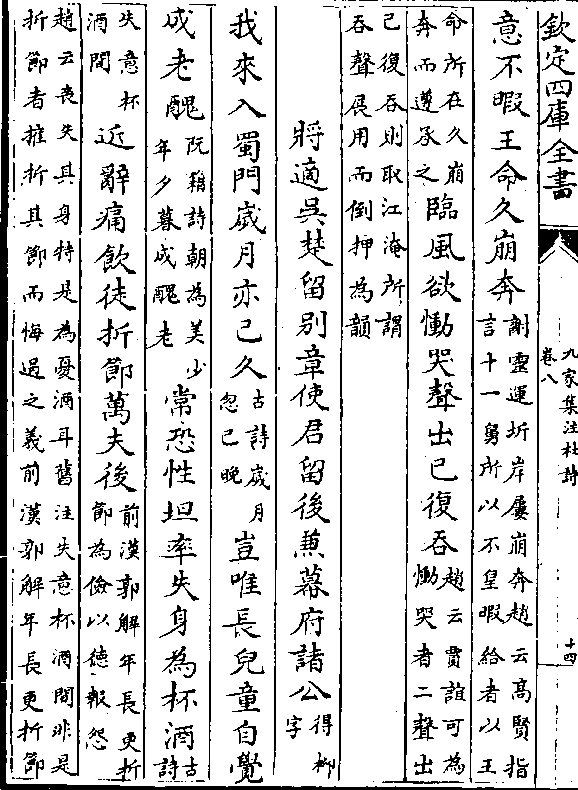 欽定四庫全書
九家集注杜詩
卷八
十四
意不暇王命久崩奔
謝靈運圻岸屢崩奔趙云高賢指
言十一舅所以不皇暇給者以王
命所在久崩
奔而遵承之
臨風欲慟哭聲出已復吞
趙云賈誼可為
慟哭者二聲出
已復吞則取江淹所謂
吞聲展用而倒押為韻
將適吳楚留別章使君留後兼幕府諸公
得柳
字
我來入蜀門歲月亦已久
古詩歲月
忽已晚
豈唯長兒童自覺
成老醜
阮籍詩朝為美少
年夕暮成醜老
常恐性坦率失身為杯酒
古
詩
失意杯
酒間
近辭痛飲徒折節萬夫後
前漢郭解年長更折
節為儉以徳報怨
趙云喪失其身特是為憂酒耳舊注失意杯酒間非是
折節者摧折其節而悔過之義前漢郭解年長更折節